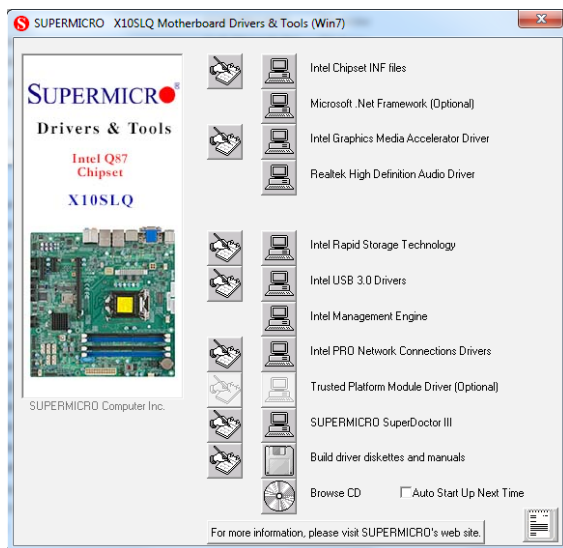 SUPERMICRO X10SLQ Motherboard Drivers & Tools (Win7)
SUPERMICRO
Drivers & Tools
Intel Q87
Chipset
X10SLQ
SUPERMICRO Computer Inc.
Intel Chipset INF files
Microsoft .Net Framework (Optional)
Intel Graphics Media Accelerator Driver
Realtek High Definition Audio Driver
Intel Rapid Storage Technology
Intel USB 3.0 Drivers
Intel Management Engine
Intel PRO Network Connections Drivers
Trusted Platform Module Driver (Optional)
SUPERMICRO SuperDoctor III
Build driver diskettes and manuals
Browse CD Auto Start Up Next Time
For more information, please visit SUPERMICRO's web site.